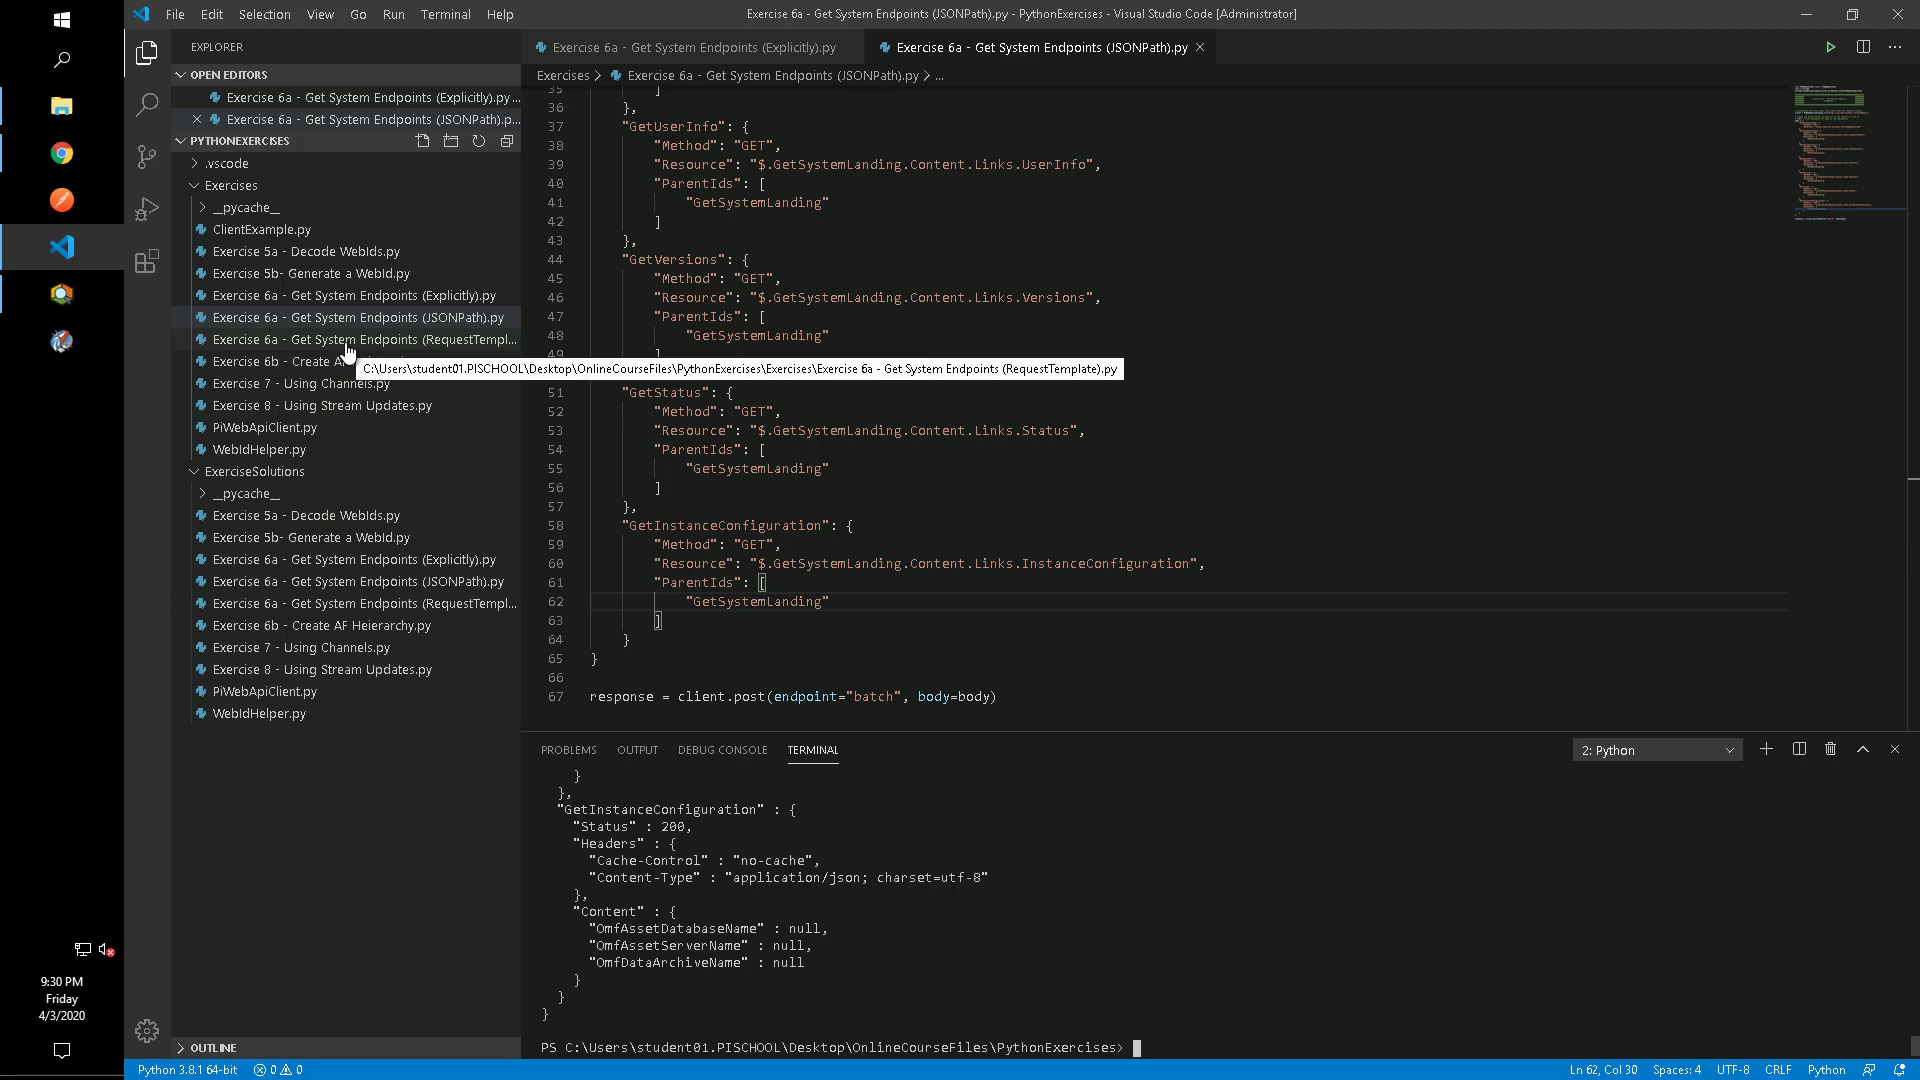 File Edit Selection View Go Run Terminal Help
Exercise 6a - Get System Endpoints (JSONPath).py - PythonExercises - Visual Studio Code [Administrator]
EXPLORER
OPEN EDITORS
Exercise 6a - Get System Endpoints (Explicitly).py ...
Exercise 6a - Get System Endpoints (JSONPath).p...
PYTHONEXERCISES
.vscode
Exercises
__pycache__
ClientExample.py
Exercise 5a - Decode WebIds.py
Exercise 5b- Generate a WebId.py
Exercise 6a - Get System Endpoints (Explicitly).py
Exercise 6a - Get System Endpoints (JSONPath).py
Exercise 6a - Get System Endpoints (RequestTempl...
Exercise 6b - Create A
C:\Users\student01.PISCHOOL\Desktop\OnlineCourseFiles\PythonExercises\Exercises\Exercise 6a - Get System Endpoints (RequestTemplate).py
Exercise 7 - Using Channels.py
Exercise 8 - Using Stream Updates.py
PiWebApiClient.py
WebIdHelper.py
ExerciseSolutions
__pycache__
Exercise 5a - Decode WebIds.py
Exercise 5b- Generate a WebId.py
Exercise 6a - Get System Endpoints (Explicitly).py
Exercise 6a - Get System Endpoints (JSONPath).py
Exercise 6a - Get System Endpoints (RequestTempl...
Exercise 6b - Create AF Heierarchy.py
Exercise 7 - Using Channels.py
Exercise 8 - Using Stream Updates.py
PiWebApiClient.py
WebIdHelper.py
OUTLINE
Exercise 6a - Get System Endpoints (Explicitly).py
Exercise 6a - Get System Endpoints (JSONPath).py
Exercises > Exercise 6a - Get System Endpoints (JSONPath).py > ...
35 ]
36 },
37 "GetUserInfo": {
38 "Method": "GET",
39 "Resource": "$.GetSystemLanding.Content.Links.UserInfo",
40 "ParentIds": [
41 "GetSystemLanding"
42 ]
43 },
44 "GetVersions": {
45 "Method": "GET",
46 "Resource": "$.GetSystemLanding.Content.Links.Versions",
47 "ParentIds": [
48 "GetSystemLanding"
49 ]
51 "GetStatus": {
52 "Method": "GET",
53 "Resource": "$.GetSystemLanding.Content.Links.Status",
54 "ParentIds": [
55 "GetSystemLanding"
56 ]
57 },
58 "GetInstanceConfiguration": {
59 "Method": "GET",
60 "Resource": "$.GetSystemLanding.Content.Links.InstanceConfiguration",
61 "ParentIds": [
62 "GetSystemLanding"
63 ]
64 }
65 }
66
67 response = client.post(endpoint="batch", body=body)
PROBLEMS OUTPUT DEBUG CONSOLE TERMINAL
2: Python
}
},
"GetInstanceConfiguration" : {
"Status" : 200,
"Headers" : {
"Cache-Control" : "no-cache",
"Content-Type" : "application/json; charset=utf-8"
},
"Content" : {
"OmfAssetDatabaseName" : null,
"OmfAssetServerName" : null,
"OmfDataArchiveName" : null
}
}
}
PS C:\Users\student01.PISCHOOL\Desktop\OnlineCourseFiles\PythonExercises>
9:30 PM
Friday
4/3/2020
Python 3.8.1 64-bit 0 0
Ln 62, Col 30 Spaces: 4 UTF-8 CRLF Python